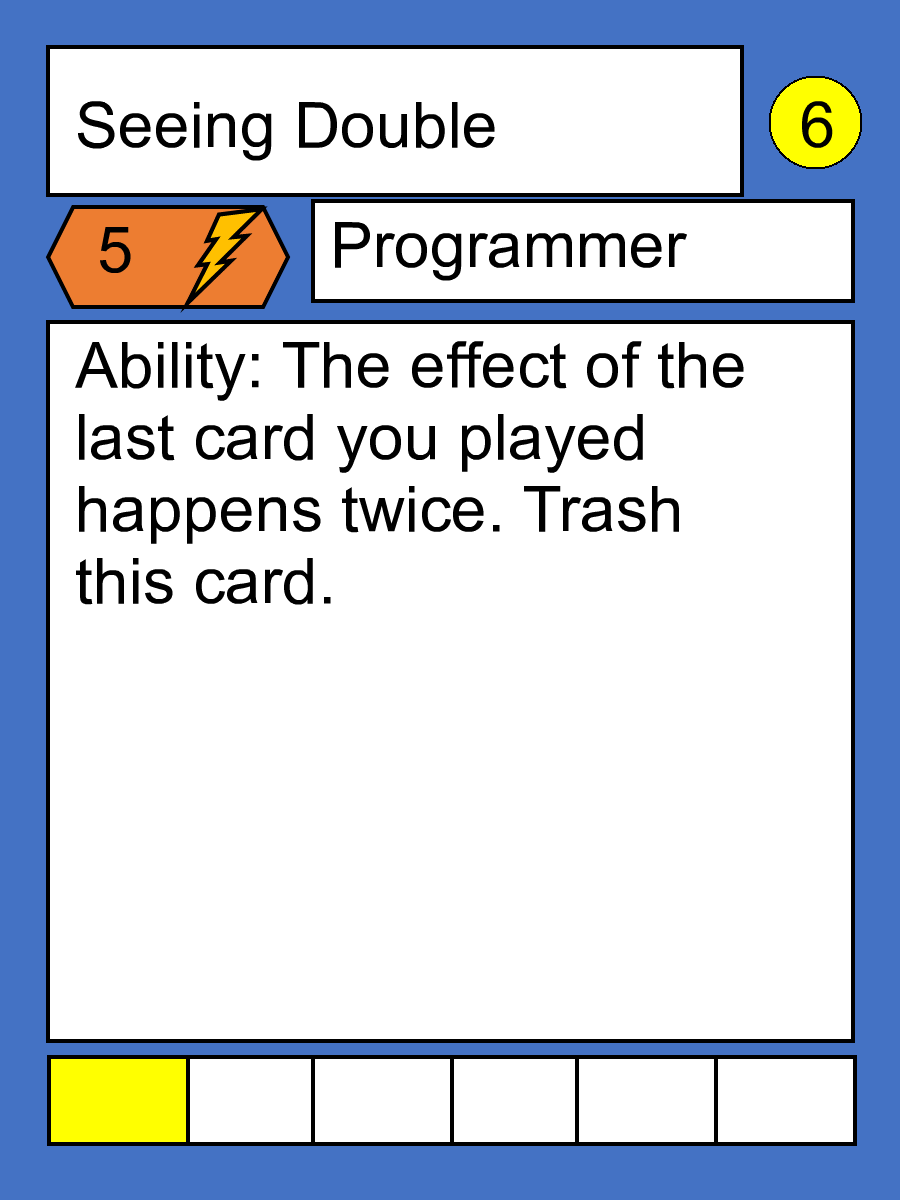 Seeing Double
6
5
Programmer
Ability: The effect of the
last card you played
happens twice. Trash
this card.